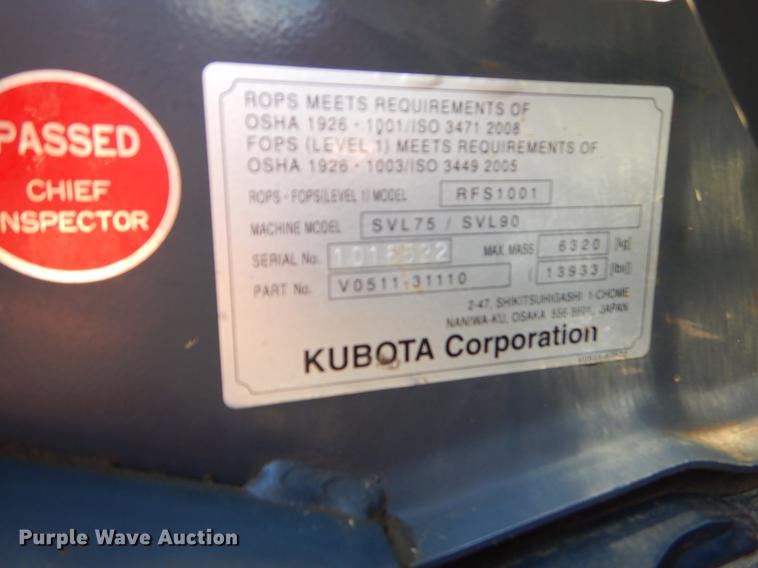 PASSED
CHIEF
INSPECTOR
ROPS MEETS REQUIREMENTS OF
OSHA 1926 - 1001/ISO 3471 2008
FOPS (LEVEL 1) MEETS REQUIREMENTS OF
OSHA 1926 - 1003/ISO 3449 2005
ROPS - FOPS(LEVEL 1) MODEL RFS1001
MACHINE MODEL SVL75 / SVL90
SERIAL No. MAX. MASS 6320 [kg]
PART No. V0511-31110 ( 13933 [lbs])
2-47, SHIKITSUHIGASHI 1-CHOME
NANIWA-KU, OSAKA 556-8601, JAPAN
KUBOTA Corporation
Purple Wave Auction